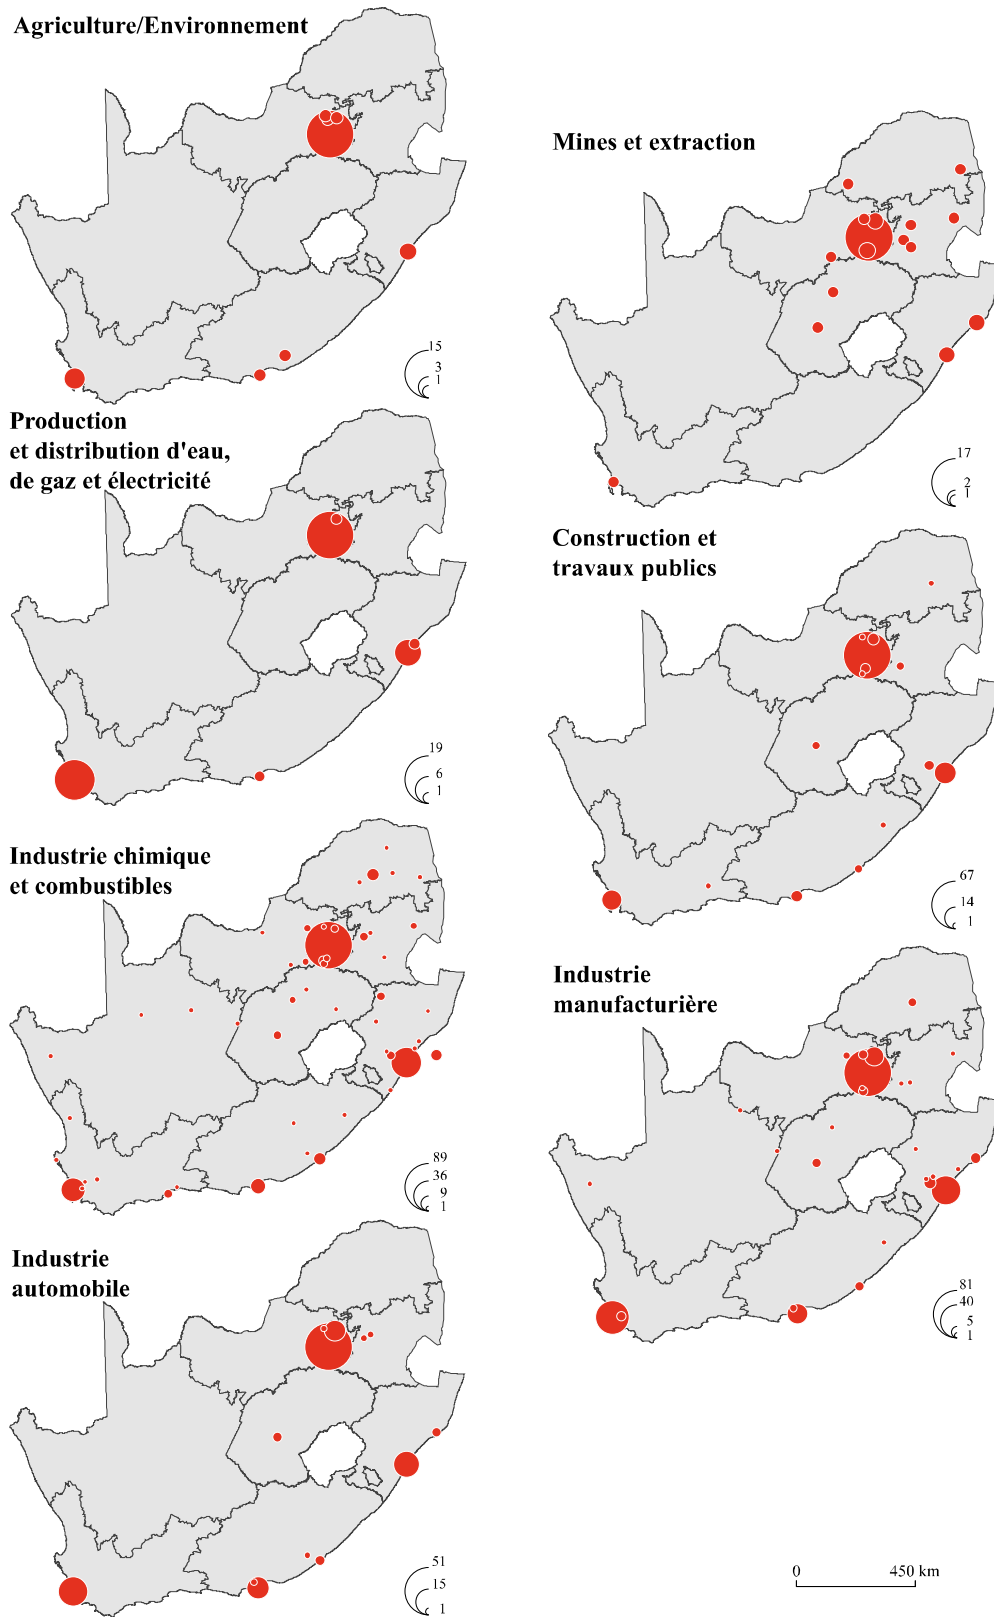 Agriculture/Environnement
15
3
1
Mines et extraction
17
2
1
Production
et distribution d'eau,
de gaz et électricité
19
6
1
Construction et
travaux publics
67
14
1
Industrie chimique
et combustibles
89
36
9
1
Industrie
manufacturière
81
40
5
1
Industrie
automobile
51
15
1
0 450 km